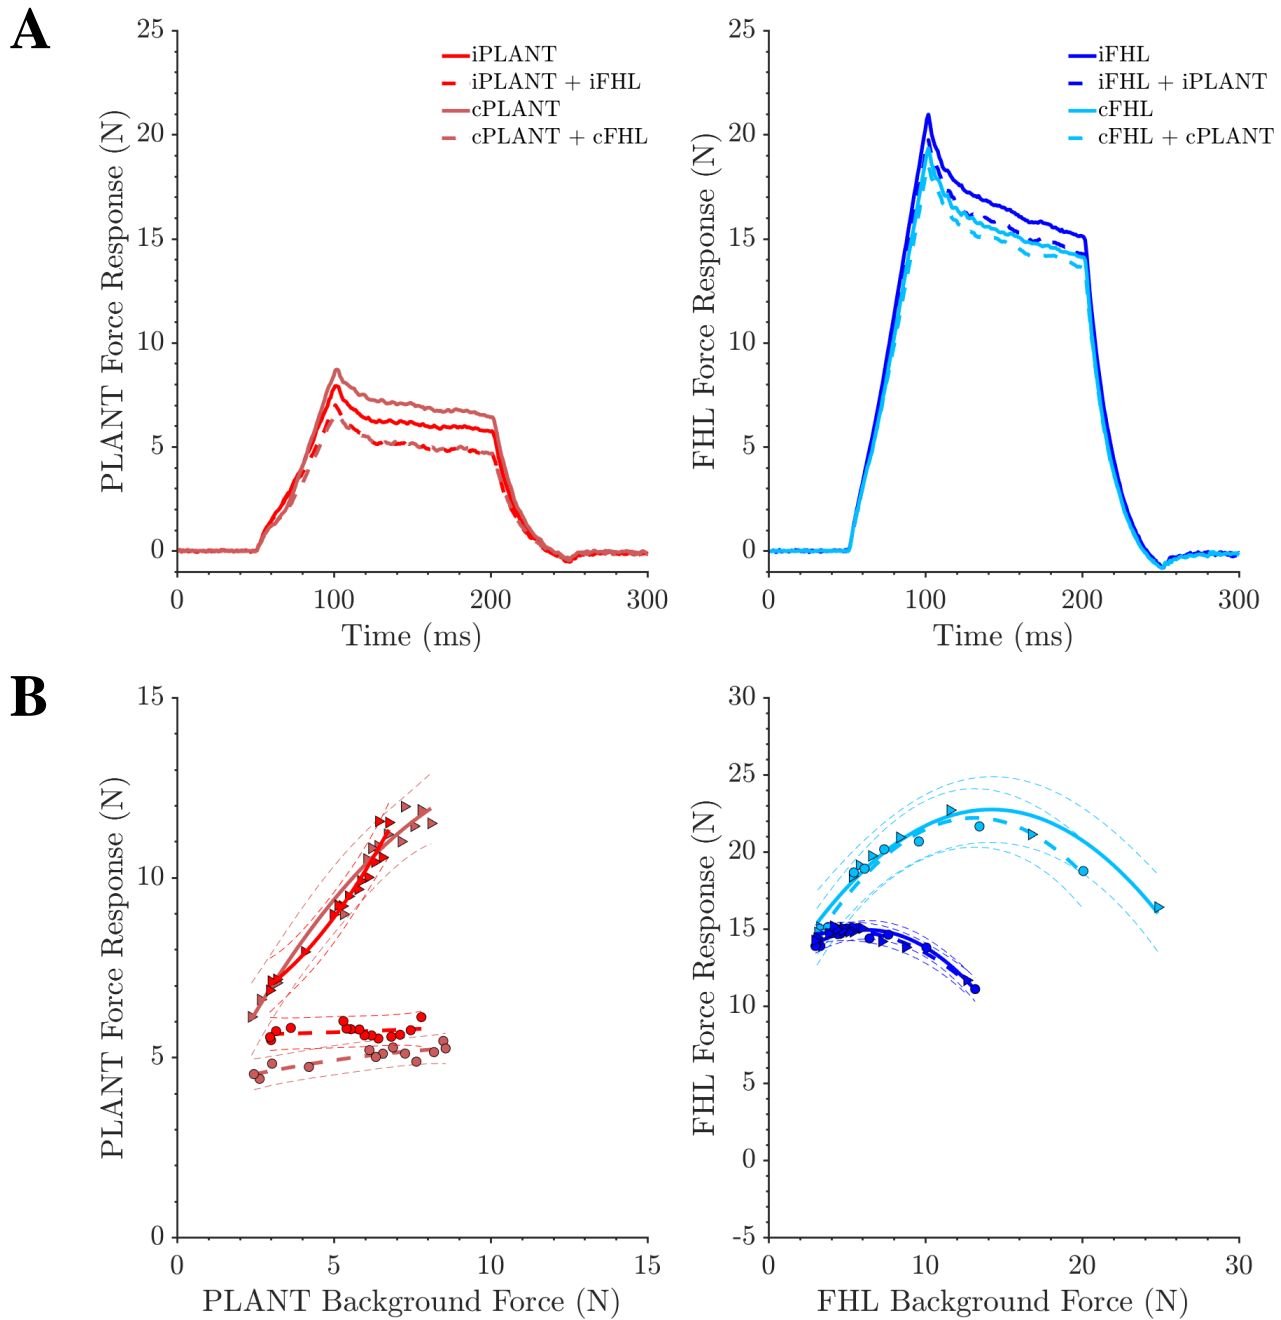 A
PLANT Force Response (N)
25
20
15
10
5
0
0
100
200
300
Time (ms)
iPLANT
iPLANT + iFHL
cPLANT
cPLANT + cFHL
FHL Force Response (N)
25
20
15
10
5
0
0
100
200
300
Time (ms)
iFHL
iFHL + iPLANT
cFHL
cFHL + cPLANT
B
PLANT Force Response (N)
15
10
5
0
0
5
10
15
PLANT Background Force (N)
FHL Force Response (N)
30
25
20
15
10
5
0
-5
0
10
20
30
FHL Background Force (N)